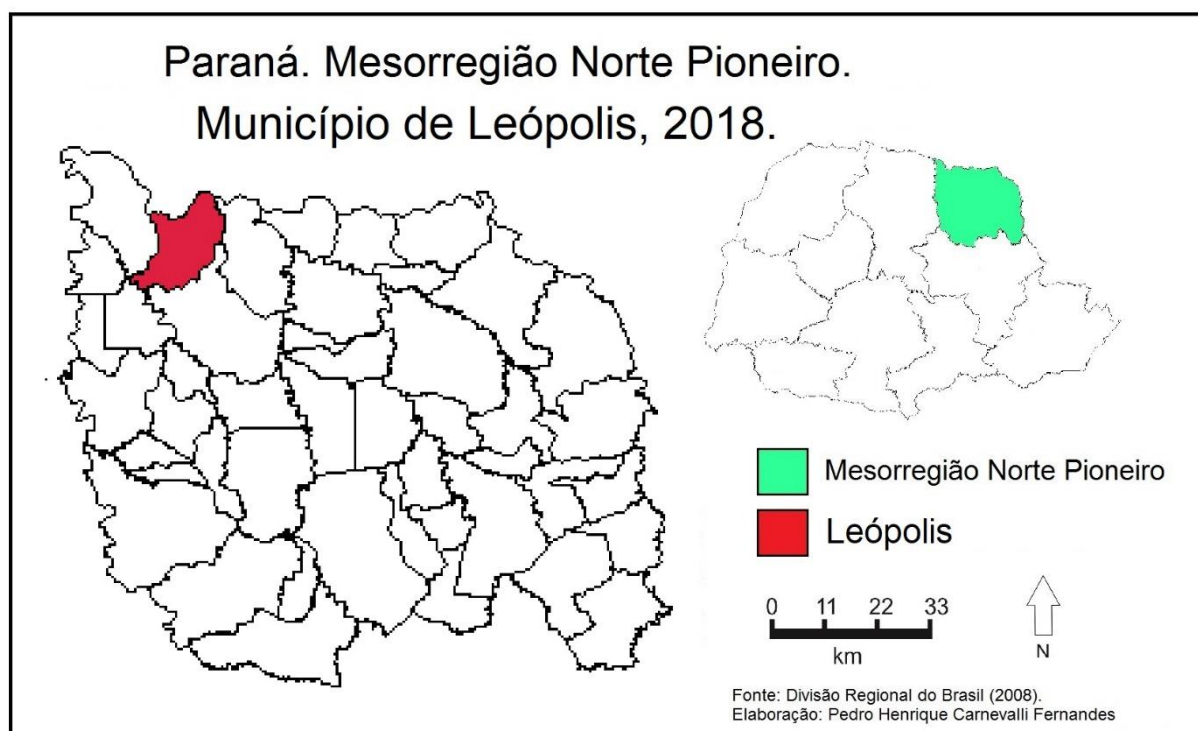 Paraná. Mesorregião Norte Pioneiro.
Município de Leópolis, 2018.
Mesorregião Norte Pioneiro
Leópolis
0 11 22 33
km
N
Fonte: Divisão Regional do Brasil (2008).
Elaboração: Pedro Henrique Carnevalli Fernandes